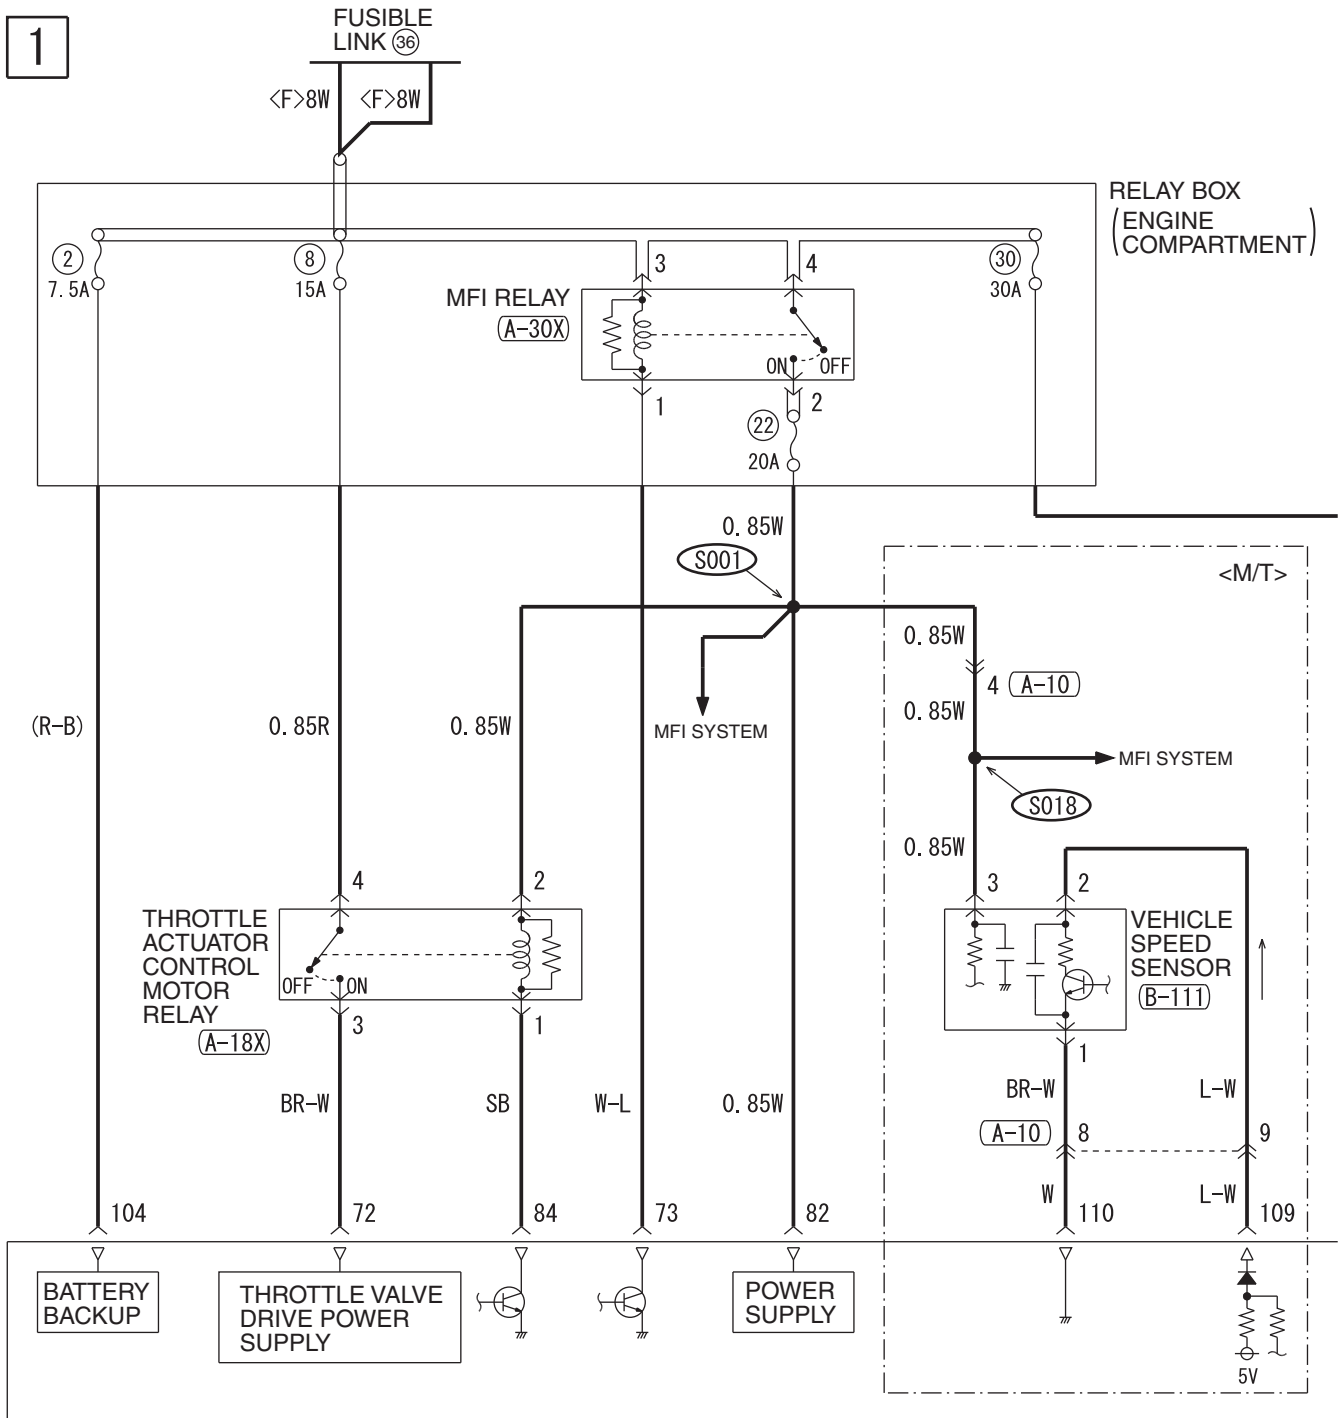 1
FUSIBLE
LINK 36
<F>8W <F>8W
RELAY BOX
(ENGINE
COMPARTMENT)
2
7.5A
8
15A
3
4
30
30A
MFI RELAY
A-30X
ON OFF
1
2
22
20A
0.85W
S001
<M/T>
0.85W
4 A-10
0.85W
(R-B)
0.85R
0.85W
MFI SYSTEM
MFI SYSTEM
S018
0.85W
4
2
3
2
THROTTLE
ACTUATOR
CONTROL
MOTOR
RELAY
A-18X
OFF ON
3
1
VEHICLE
SPEED
SENSOR
B-111
1
BR-W
SB
W-L
0.85W
BR-W
L-W
A-10 8
9
W
L-W
104
72
84
73
82
110
109
BATTERY
BACKUP
THROTTLE VALVE
DRIVE POWER
SUPPLY
POWER
SUPPLY
5V